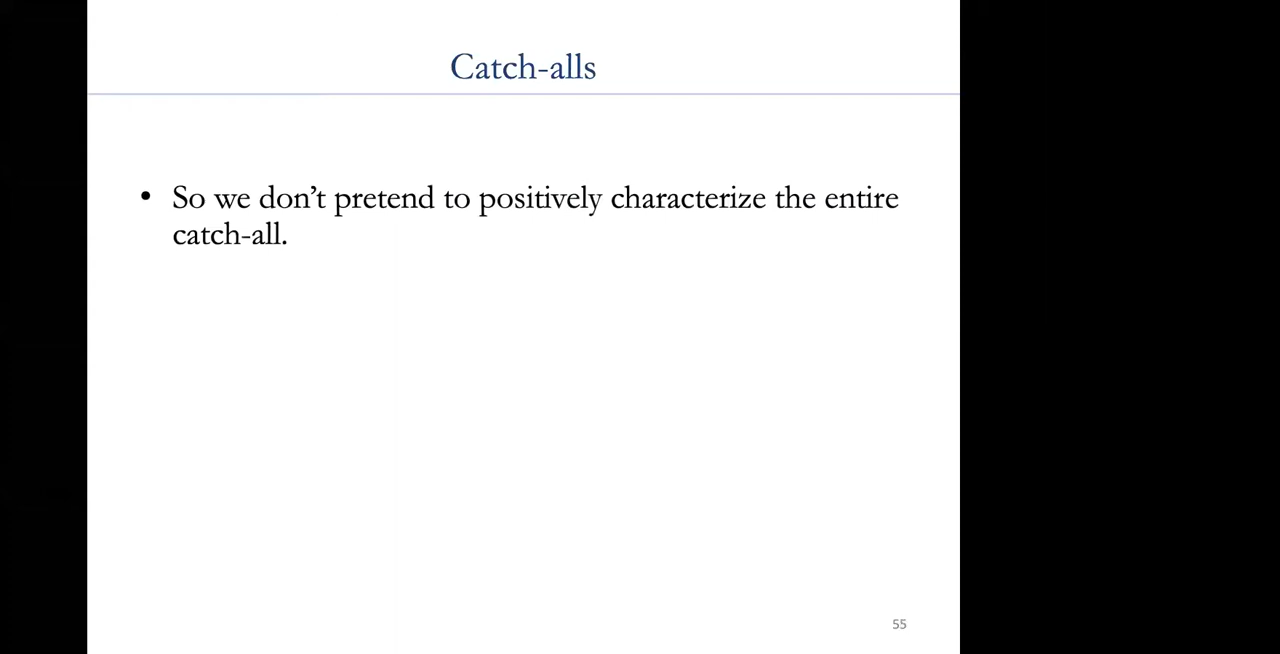 Catch-alls
• So we don’t pretend to positively characterize the entire
catch-all.
55